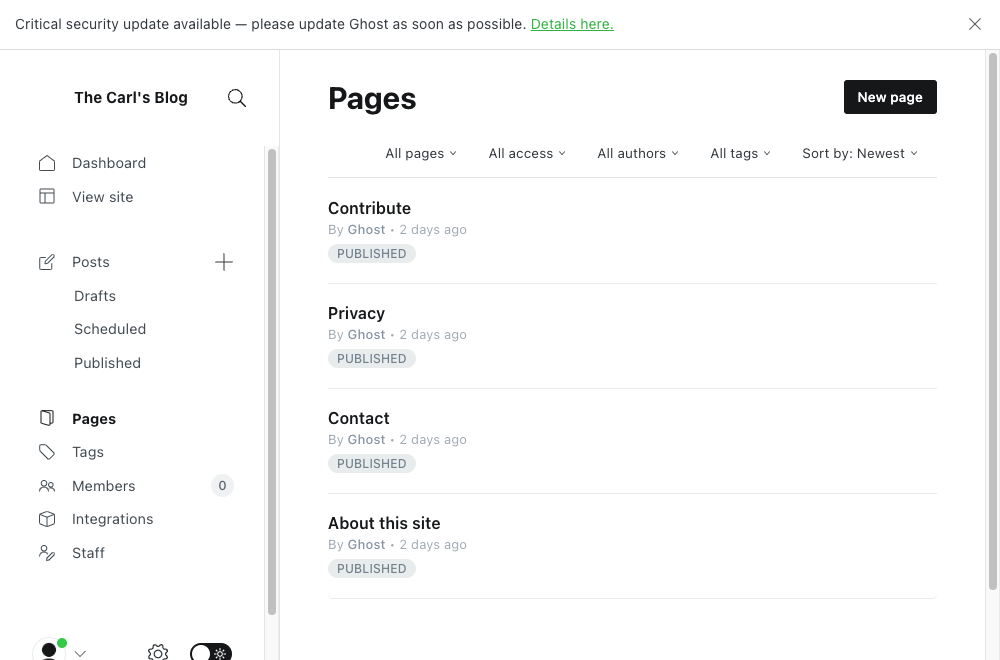 Critical security update available — please update Ghost as soon as possible. Details here.
The Carl's Blog
Dashboard
View site
Posts
Drafts
Scheduled
Published
Pages
Tags
Members 0
Integrations
Staff
Pages
New page
All pages All access All authors All tags Sort by: Newest
Contribute
By Ghost • 2 days ago
PUBLISHED
Privacy
By Ghost • 2 days ago
PUBLISHED
Contact
By Ghost • 2 days ago
PUBLISHED
About this site
By Ghost • 2 days ago
PUBLISHED